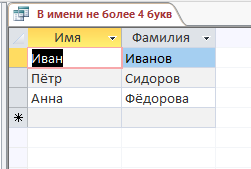 В имени не более 4 букв
Имя Фамилия
Иван Иванов
Пётр Сидоров
Анна Фёдорова